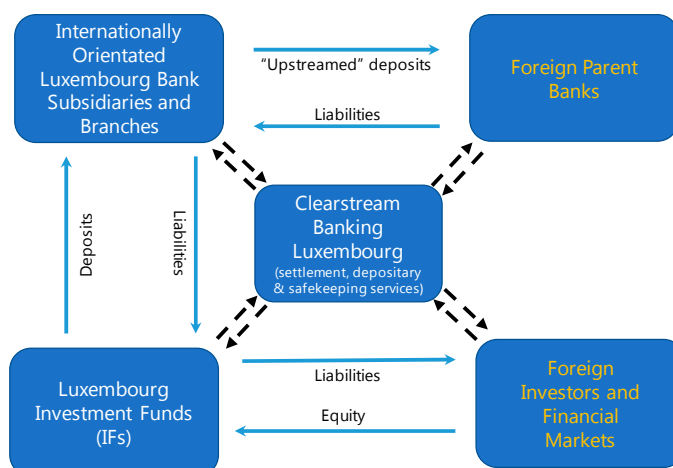 Internationally
Orientated
Luxembourg Bank
Subsidiaries and
Branches
"Upstreamed" deposits
Foreign Parent
Banks
Liabilities
Clearstream
Banking
Luxembourg
(settlement, depositary
& safekeeping services)
Deposits
Liabilities
Luxembourg
Investment Funds
(IFs)
Liabilities
Equity
Foreign
Investors and
Financial
Markets